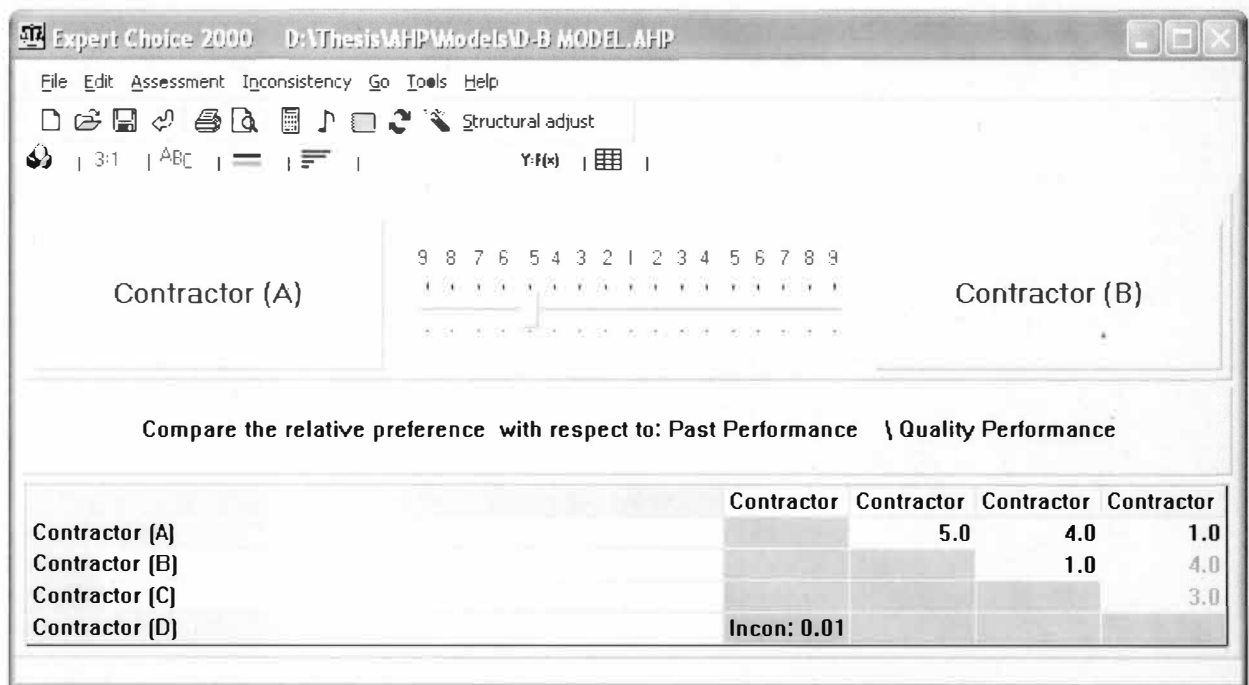 Expert Choice 2000 D:\Thesis\AHP\Models\D-B MODEL.AHP
File Edit Assessment Inconsistency Go Tools Help
Structural adjust
3:1 ABC Y:F(x)
9 8 7 6 5 4 3 2 1 2 3 4 5 6 7 8 9
Contractor (A) Contractor (B)
Compare the relative preference with respect to: Past Performance \ Quality Performance
Contractor Contractor Contractor Contractor
Contractor (A) 5.0 4.0 1.0
Contractor (B) 1.0 4.0
Contractor (C) 3.0
Contractor (D) Incon: 0.01